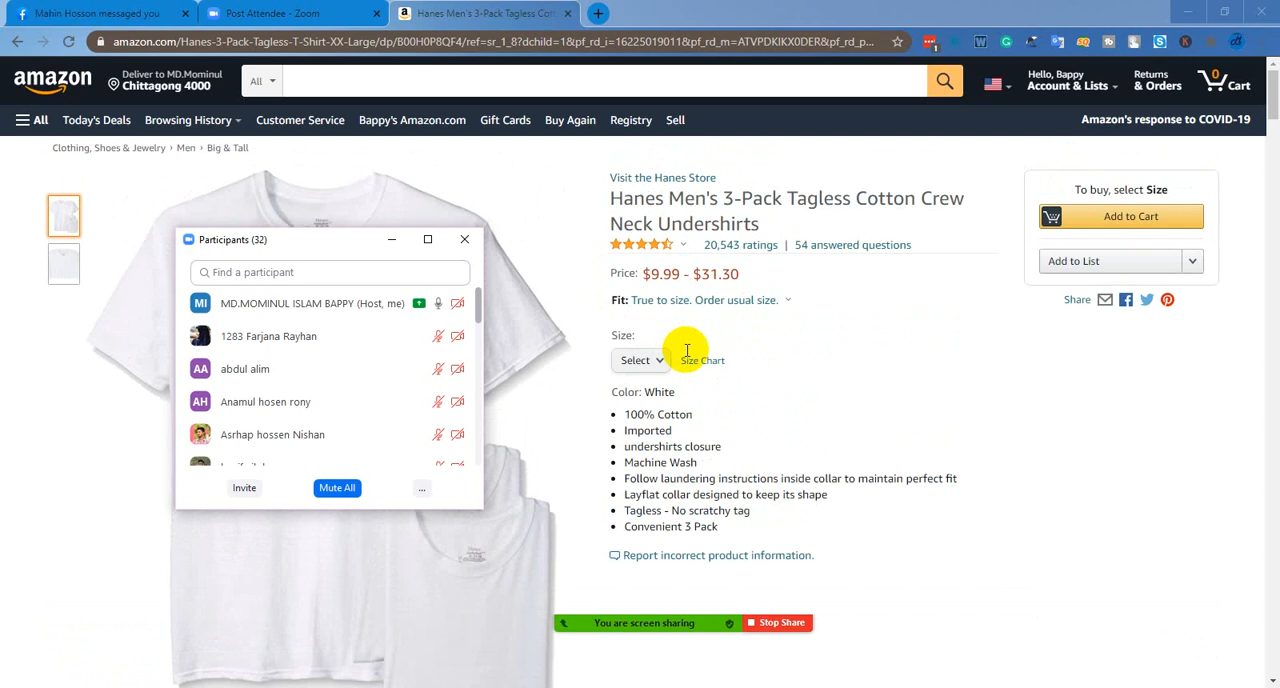 Mahin Hosson messaged you
Post Attendee - Zoom
Hanes Men's 3-Pack Tagless Cott
amazon.com/Hanes-3-Pack-Tagless-T-Shirt-XX-Large/dp/B00H0P8QF4/ref=sr_1_8?dchild=1&pf_rd_i=16225019011&pf_rd_m=ATVPDKIKX0DER&pf_rd_p...
amazon
Deliver to MD.Mominul
Chittagong 4000
All
Hello, Bappy
Account & Lists
Returns
& Orders
0
Cart
All Today's Deals Browsing History Customer Service Bappy's Amazon.com Gift Cards Buy Again Registry Sell Amazon's response to COVID-19
Clothing, Shoes & Jewelry › Men › Big & Tall
Visit the Hanes Store
Hanes Men's 3-Pack Tagless Cotton Crew
Neck Undershirts
20,543 ratings | 54 answered questions
Price: $9.99 - $31.30
Fit: True to size. Order usual size.
Size:
Select
Size Chart
Color: White
• 100% Cotton
• Imported
• undershirts closure
• Machine Wash
• Follow laundering instructions inside collar to maintain perfect fit
• Layflat collar designed to keep its shape
• Tagless - No scratchy tag
• Convenient 3 Pack
Report incorrect product information.
To buy, select Size
Add to Cart
Add to List
Share
Participants (32)
Find a participant
MI MD.MOMINUL ISLAM BAPPY (Host, me)
1283 Farjana Rayhan
AA abdul alim
AH Anamul hosen rony
Asrhap hossen Nishan
Invite
Mute All
...
You are screen sharing
Stop Share